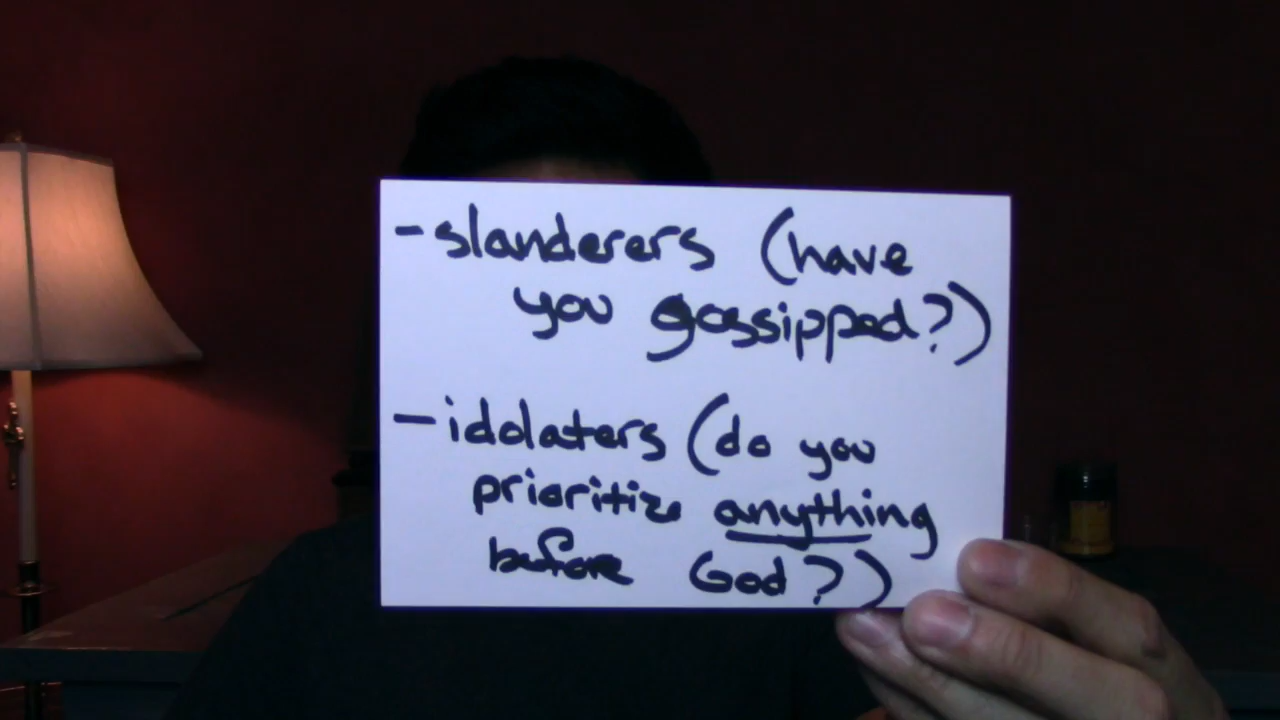 - slanderers (have
you gossipped?)
- idolaters (do you
prioritize anything
before God?)